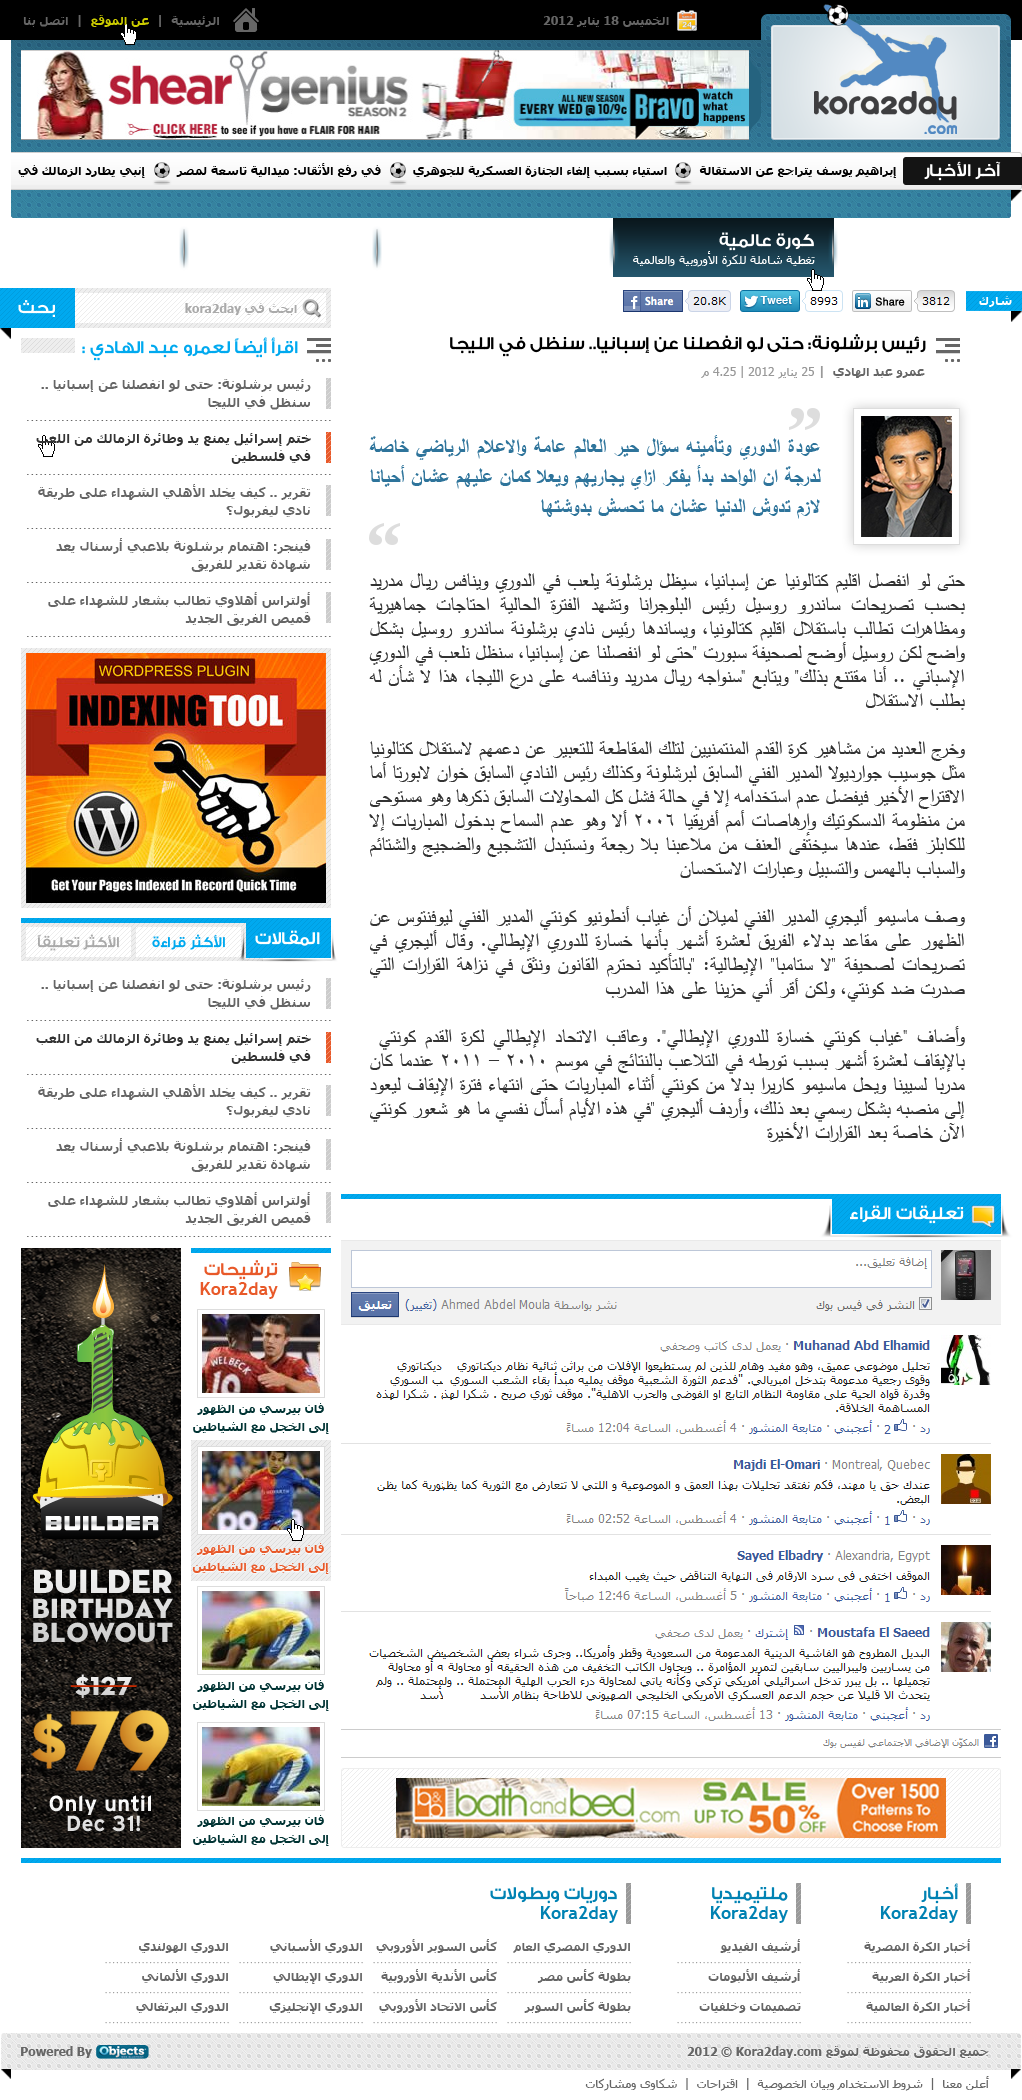 الرئيسية | عن الموقع | اتصل بنا
الخميس 18 يناير 2012
kora2day
.com
shear genius
SEASON 2
CLICK HERE to see if you have a FLAIR FOR HAIR
ALL NEW SEASON
EVERY WED @ 10/9c
Bravo
watch
what
happens
آخر الأخبار
إبراهيم يوسف يتراجع عن الاستقالة
استياء بسبب إلغاء الجنازة العسكرية للجوهري
في رفع الأثقال: ميدالية تاسعة لمصر
إنبي يطارد الزمالك في
كورة عالمية
تغطية شاملة للكرة الأوروبية والعالمية
شارك
3812 Share
8993 Tweet
20.8K Share
رئيس برشلونة: حتى لو انفصلنا عن إسبانيا.. سنظل في الليجا
عمرو عبد الهادي | 25 يناير 2012 | 4.25 م
عودة الدوري وتأمينه سؤال حير العالم عامة والاعلام الرياضي خاصة
لدرجة ان الواحد بدأ يفكر ازاي يجاريهم ويعلا كمان عليهم عشان أحيانا
لازم تدوش الدنيا عشان ما تحسش بدوشتها
حتى لو انفصل اقليم كتالونيا عن إسبانيا، سيظل برشلونة يلعب في الدوري وينافس ريال مدريد
بحسب تصريحات ساندرو روسيل رئيس البلوجرانا وتشهد الفترة الحالية احتاجات جماهيرية
ومظاهرات تطالب باستقلال اقليم كتالونيا، ويساندها رئيس نادي برشلونة ساندرو روسيل بشكل
واضح لكن روسيل أوضح لصحيفة سبورت "حتى لو انفصلنا عن إسبانيا، سنظل نلعب في الدوري
الإسباني .. أنا مقتنع بذلك" ويتابع "سنواجه ريال مدريد وننافسه على درع الليجا، هذا لا شأن له
بطلب الاستقلال
وخرج العديد من مشاهير كرة القدم المنتمنيين لتلك المقاطعة للتعبير عن دعمهم لاستقلال كتالونيا
مثل جوسيب جوارديولا المدير الفني السابق لبرشلونة وكذلك رئيس النادي السابق خوان لابورتا أما
الاقتراح الأخير فيفضل عدم استخدامه إلا في حالة فشل كل المحاولات السابق ذكرها وهو مستوحى
من منظومة الدسكوتيك وإرهاصات أمم أفريقيا ٢٠٠٦ ألا وهو عدم السماح بدخول المباريات إلا
للكابلز فقط، عندها سيختفى العنف من ملاعبنا بلا رجعة ونستبدل التشجيع والضجيج والشتائم
والسباب بالهمس والتسبيل وعبارات الاستحسان
وصف ماسيمو أليجري المدير الفني لميلان أن غياب أنطونيو كونتي المدير الفني ليوفنتوس عن
الظهور على مقاعد بدلاء الفريق لعشرة أشهر بأنها خسارة للدوري الإيطالي. وقال أليجري في
تصريحات لصحيفة "لا ستامبا" الإيطالية: "بالتأكيد نحترم القانون ونثق في نزاهة القرارات التي
صدرت ضد كونتي، ولكن أقر أني حزينا على هذا المدرب
وأضاف "غياب كونتي خسارة للدوري الإيطالي". وعاقب الاتحاد الإيطالي لكرة القدم كونتي
بالإيقاف لعشرة أشهر بسبب تورطه في التلاعب بالنتائج في موسم ٢٠١٠ – ٢٠١١ عندما كان
مدربا لسيينا ويحل ماسيمو كاريرا بدلا من كونتي أثناء المباريات حتى انتهاء فترة الإيقاف ليعود
إلى منصبه بشكل رسمي بعد ذلك، وأردف أليجري "في هذه الأيام أسأل نفسي ما هو شعور كونتي
الآن خاصة بعد القرارات الأخيرة
بحث
ابحث في kora2day
اقرأ أيضاً لعمرو عبد الهادي :
رئيس برشلونة: حتى لو انفصلنا عن إسبانيا ..
سنظل في الليجا
ختم إسرائيل يمنع يد وطائرة الزمالك من اللعب
في فلسطين
تقرير .. كيف يخلد الأهلي الشهداء على طريقة
نادي ليفربول؟
فينجر: اهتمام برشلونة بلاعبي أرسنال يعد
شهادة تقدير للفريق
أولتراس أهلاوي تطالب بشعار للشهداء على
قميص الفريق الجديد
WORDPRESS PLUGIN
INDEXING TOOL
Get Your Pages Indexed In Record Quick Time
المقالات
الأكثر قراءة
الأكثر تعليقاً
رئيس برشلونة: حتى لو انفصلنا عن إسبانيا ..
سنظل في الليجا
ختم إسرائيل يمنع يد وطائرة الزمالك من اللعب
في فلسطين
تقرير .. كيف يخلد الأهلي الشهداء على طريقة
نادي ليفربول؟
فينجر: اهتمام برشلونة بلاعبي أرسنال يعد
شهادة تقدير للفريق
أولتراس أهلاوي تطالب بشعار للشهداء على
قميص الفريق الجديد
ترشيحات
Kora2day
WELBECK
19
فان بيرسي من الظهور
إلى الخجل مع الشياطين
فان بيرسي من الظهور
إلى الخجل مع الشياطين
فان بيرسي من الظهور
إلى الخجل مع الشياطين
فان بيرسي من الظهور
إلى الخجل مع الشياطين
1
BUILDER
BUILDER
BIRTHDAY
BLOWOUT
$127
$79
Only until
Dec 31!
تعليقات القراء
إضافة تعليق...
النشر في فيس بوك
نشر بواسطة Ahmed Abdel Moula (تغيير)
تعليق
Muhanad Abd Elhamid · يعمل لدى كاتب وصحفي
تحليل موضوعي عميق، وهو مفيد وهام للذين لم يستطيعوا الإفلات من براثن ثنائية نظام ديكتاتوري ديكتاتوري
وقوى رجعية مدعومة بتدخل امبريالي. "فدعم الثورة الشعبية موقف يمليه مبدأ بقاء الشعب السوري ب السوري
وقدرة قواه الحية على مقاومة النظام التابع او الفوضى والحرب الاهلية". موقف ثوري صريح . شكرا لهذ . شكرا لهذه
المساهمة الخلاقة.
رد · 2 · أعجبني · متابعة المنشور · 4 أغسطس، الساعة 12:04 مساءً
Majdi El-Omari · Montreal, Quebec
عندك حق يا مهند، فكم نفتقد تحليلات بهذا العمق و الموضوعية و اللتي لا تتعارض مع الثورية كما يظنورية كما يظن
البعض.
رد · 1 · أعجبني · متابعة المنشور · 4 أغسطس، الساعة 02:52 مساءً
Sayed Elbadry · Alexandria, Egypt
الموقف اختفى فى سرد الارقام فى النهاية التناقض حيث يغيب المبداء
رد · 1 · أعجبني · متابعة المنشور · 5 أغسطس، الساعة 12:46 صباحاً
Moustafa El Saeed · إشترك · يعمل لدى صحفي
البديل المطروح هو الفاشية الدينية المدعومة من السعودية وقطر وأمريكا.. وجرى شراء بعض الشخصيض الشخصيات
من يساريين وليبراليين سابقين لتمرير المؤامرة .. ويحاول الكاتب التخفيف من هذه الحقيقه أو محاولة ه أو محاولة
تجميلها .. بل يبرر تدخل اسرائيلي أمريكي تركي وكأنه ياتي لمحاولة درء الحرب الهلية المحتملة .. ولمحتملة .. ولم
يتحدث الا قليلا عن حجم الدعم العسكري الأمريكي الخليجي الصهيوني للاطاحة بنظام الأسد لأسد
رد · أعجبني · متابعة المنشور · 13 أغسطس، الساعة 07:15 مساءً
المكوّن الإضافي الاجتماعي لفيس بوك
b&b bathandbed.com
SALE
UP TO 50% OFF
Over 1500
Patterns To
Choose From
أخبار
Kora2day
أخبار الكرة المصرية
أخبار الكرة العربية
أخبار الكرة العالمية
ملتيميديا
Kora2day
أرشيف الفيديو
أرشيف الألبومات
تصميمات وخلفيات
دوريات وبطولات
Kora2day
الدوري المصري العام
كأس السوبر الأوروبي
الدوري الأسباني
الدوري الهولندي
بطولة كأس مصر
كأس الأندية الأوروبية
الدوري الإيطالي
الدوري الألماني
بطولة كأس السوبر
كأس الاتحاد الأوروبي
الدوري الإنجليزي
الدوري البرتغالي
جميع الحقوق محفوظة لموقع Kora2day.com © 2012
Powered By Objects
أعلن معنا | شروط الاستخدام وبيان الخصوصية | اقتراحات | شكاوى ومشاركات